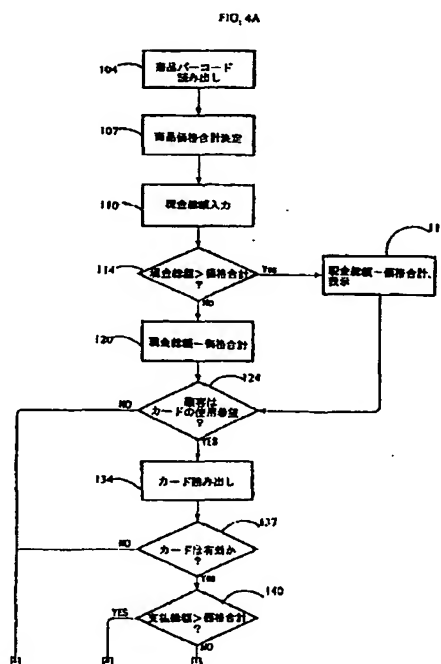 FIG, 4A
104
商品バーコード
読み出し
107
商品価格合計決定
110
現金総額入力
114
現金総額>価格合計
?
Yes
No
11
現金総額-価格合計、
表示
120
現金総額-価格合計
124
顧客は
カードの使用希望
?
NO
YES
134
カード読み出し
137
カードは有効か
?
NO
Yes
140
支払総額>価格合計
?
YES
NO